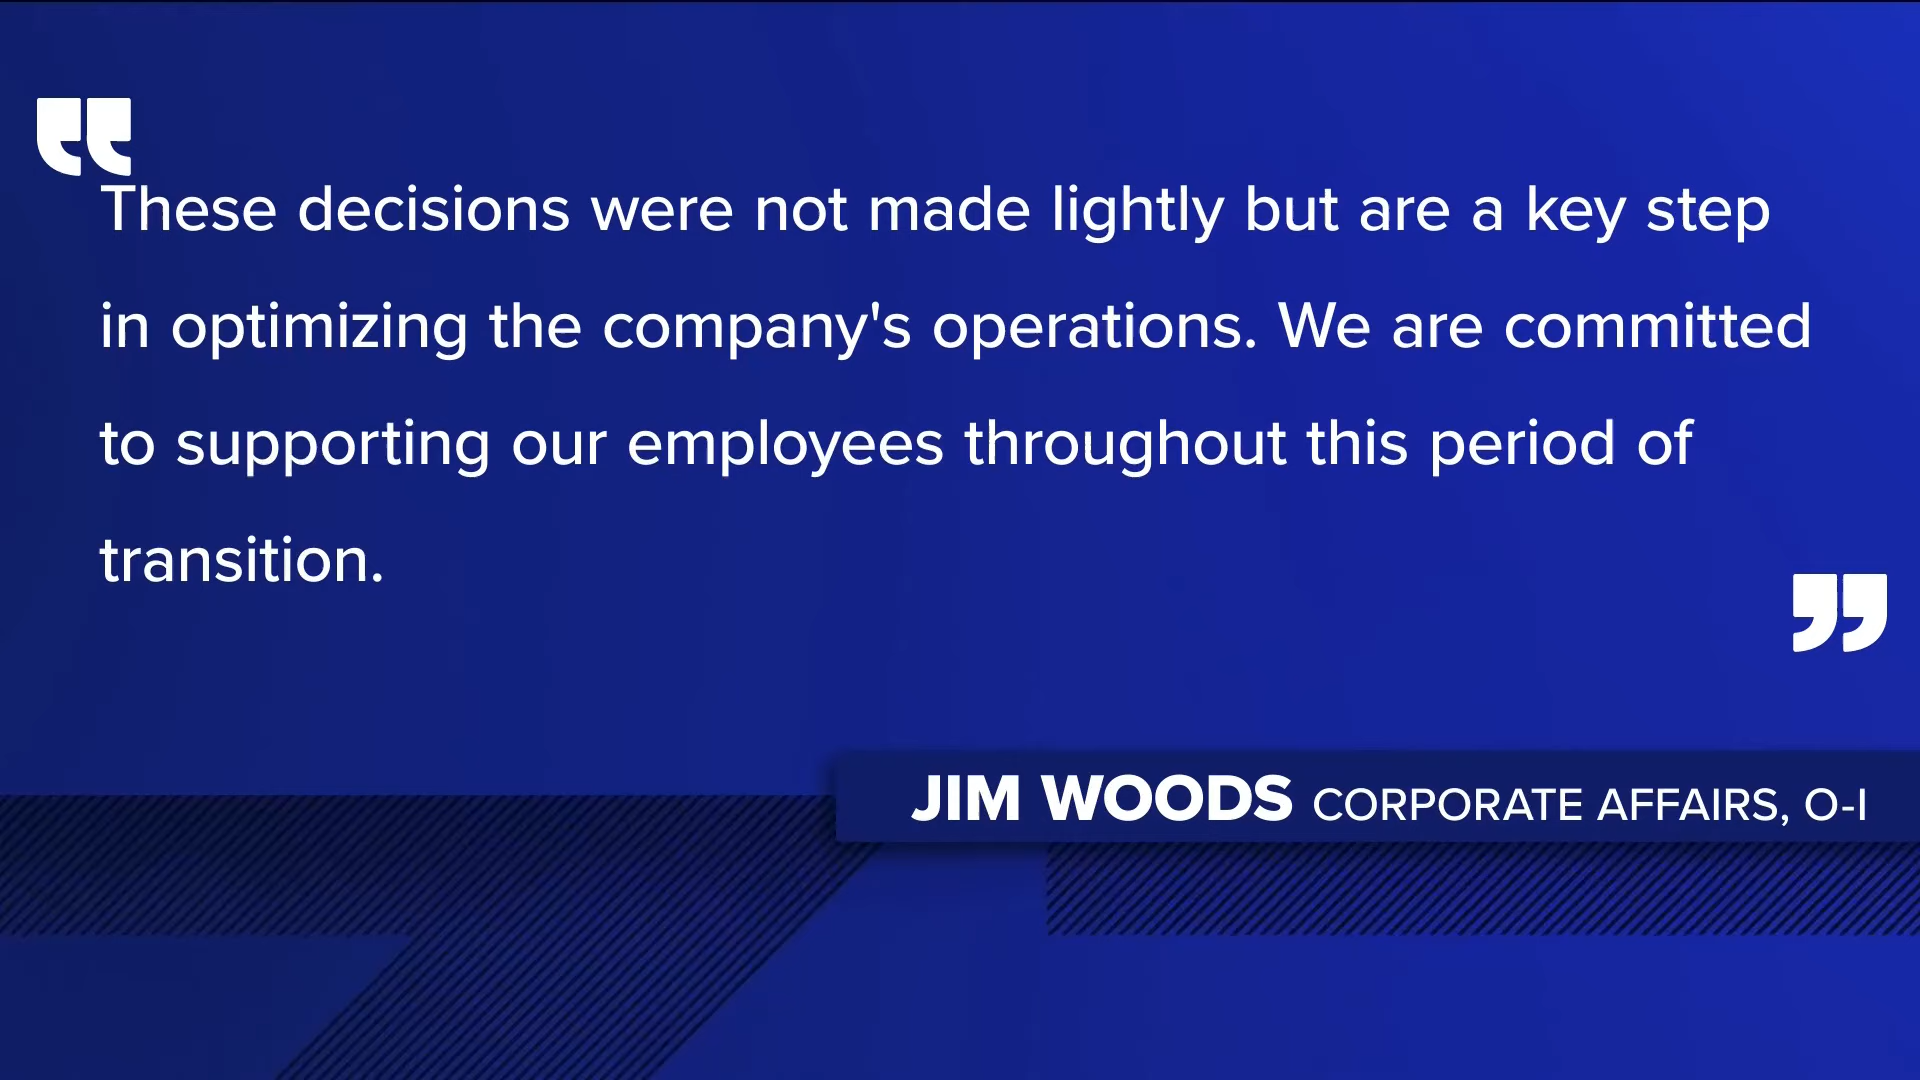 “
These decisions were not made lightly but are a key step
in optimizing the company's operations. We are committed
to supporting our employees throughout this period of
transition.
”
JIM WOODS CORPORATE AFFAIRS, O-I